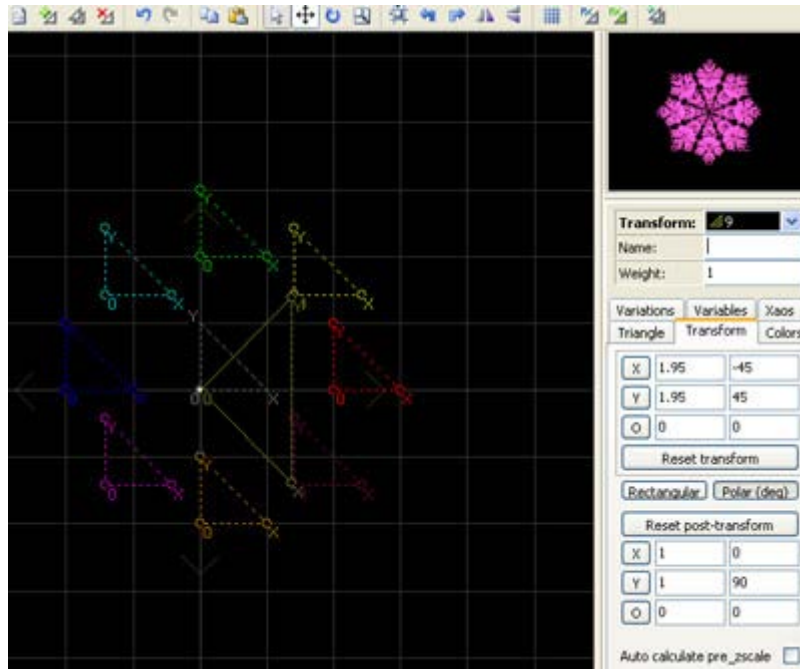 Transform: 9
Name:
Weight: 1
Variations Variables Xaos
Triangle Transform Colors
X 1.95 -45
Y 1.95 45
O 0 0
Reset transform
Rectangular Polar (deg)
Reset post-transform
X 1 0
Y 1 90
O 0 0
Auto calculate pre_zscale
Y
Y
Y
O X
O X
O X
Y
Y
Y
O X
O X
Y
Y
X
O X
O X
O X